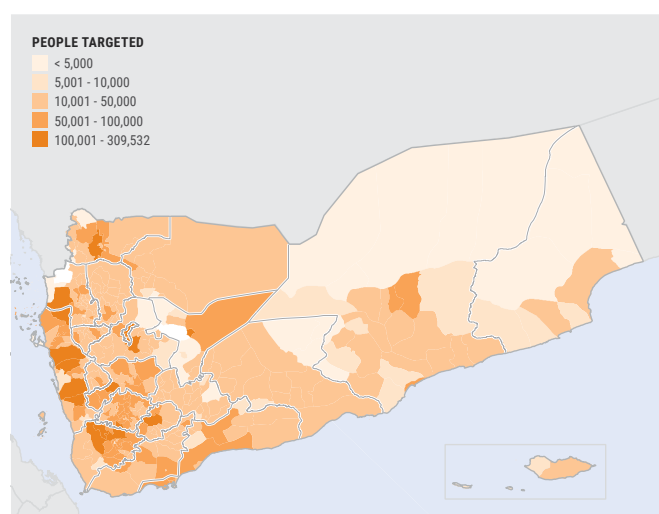 PEOPLE TARGETED
< 5,000
5,001 - 10,000
10,001 - 50,000
50,001 - 100,000
100,001 - 309,532